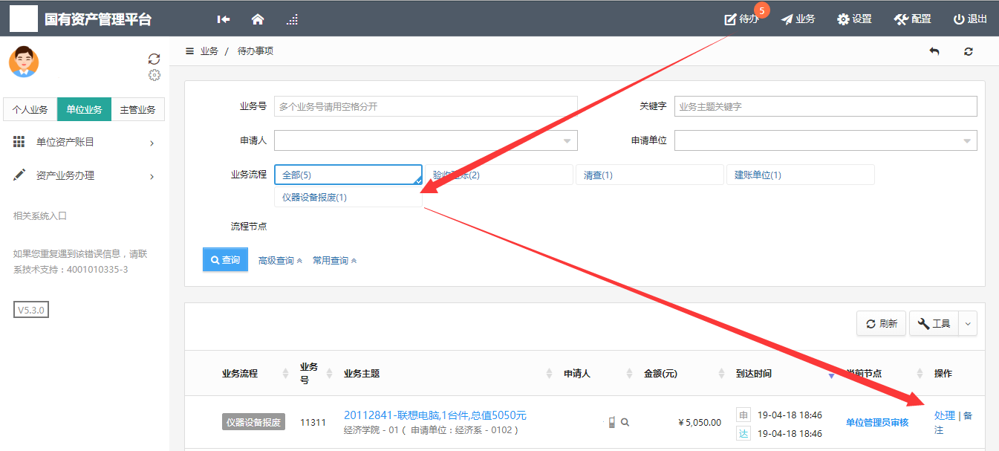 国有资产管理平台
待办
5
业务
设置
配置
退出
业务 / 待办事项
个人业务
单位业务
主管业务
单位资产账目
资产业务办理
相关系统入口
如果您重复遇到该错误信息，请联
系技术支持：4001010335-3
V5.3.0
业务号
多个业务号请用空格分开
关键字
业务主题关键字
申请人
申请单位
业务流程
全部(5)
验收建账(2)
清查(1)
建账单位(1)
仪器设备报废(1)
流程节点
查询
高级查询
常用查询
刷新
工具
业务流程
业务
号
业务主题
申请人
金额(元)
到达时间
当前节点
操作
仪器设备报废
11311
20112841-联想电脑,1台件,总值5050元
经济学院 - 01 ( 申请单位：经济系 - 0102 )
￥5,050.00
申 19-04-18 18:46
达 19-04-18 18:46
单位管理员审核
处理 | 备
注